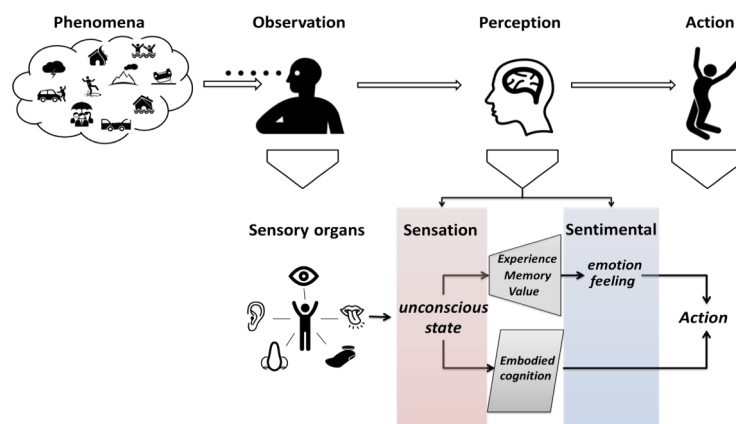 Phenomena
Observation
Perception
Action
Sensory organs
Sensation
Sentimental
Experience
Memory
Value
emotion
feeling
unconscious
state
Action
Embodied
cognition